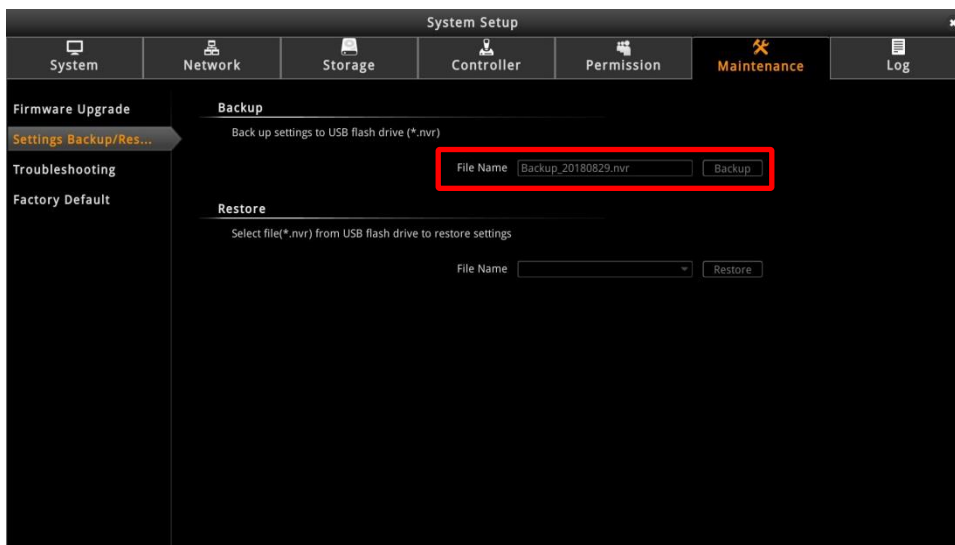 System Setup
System Network Storage Controller Permission Maintenance Log
Firmware Upgrade
Settings Backup/Res...
Troubleshooting
Factory Default
Backup
Back up settings to USB flash drive (*.nvr)
File Name Backup_20180829.nvr Backup
Restore
Select file(*.nvr) from USB flash drive to restore settings
File Name Restore